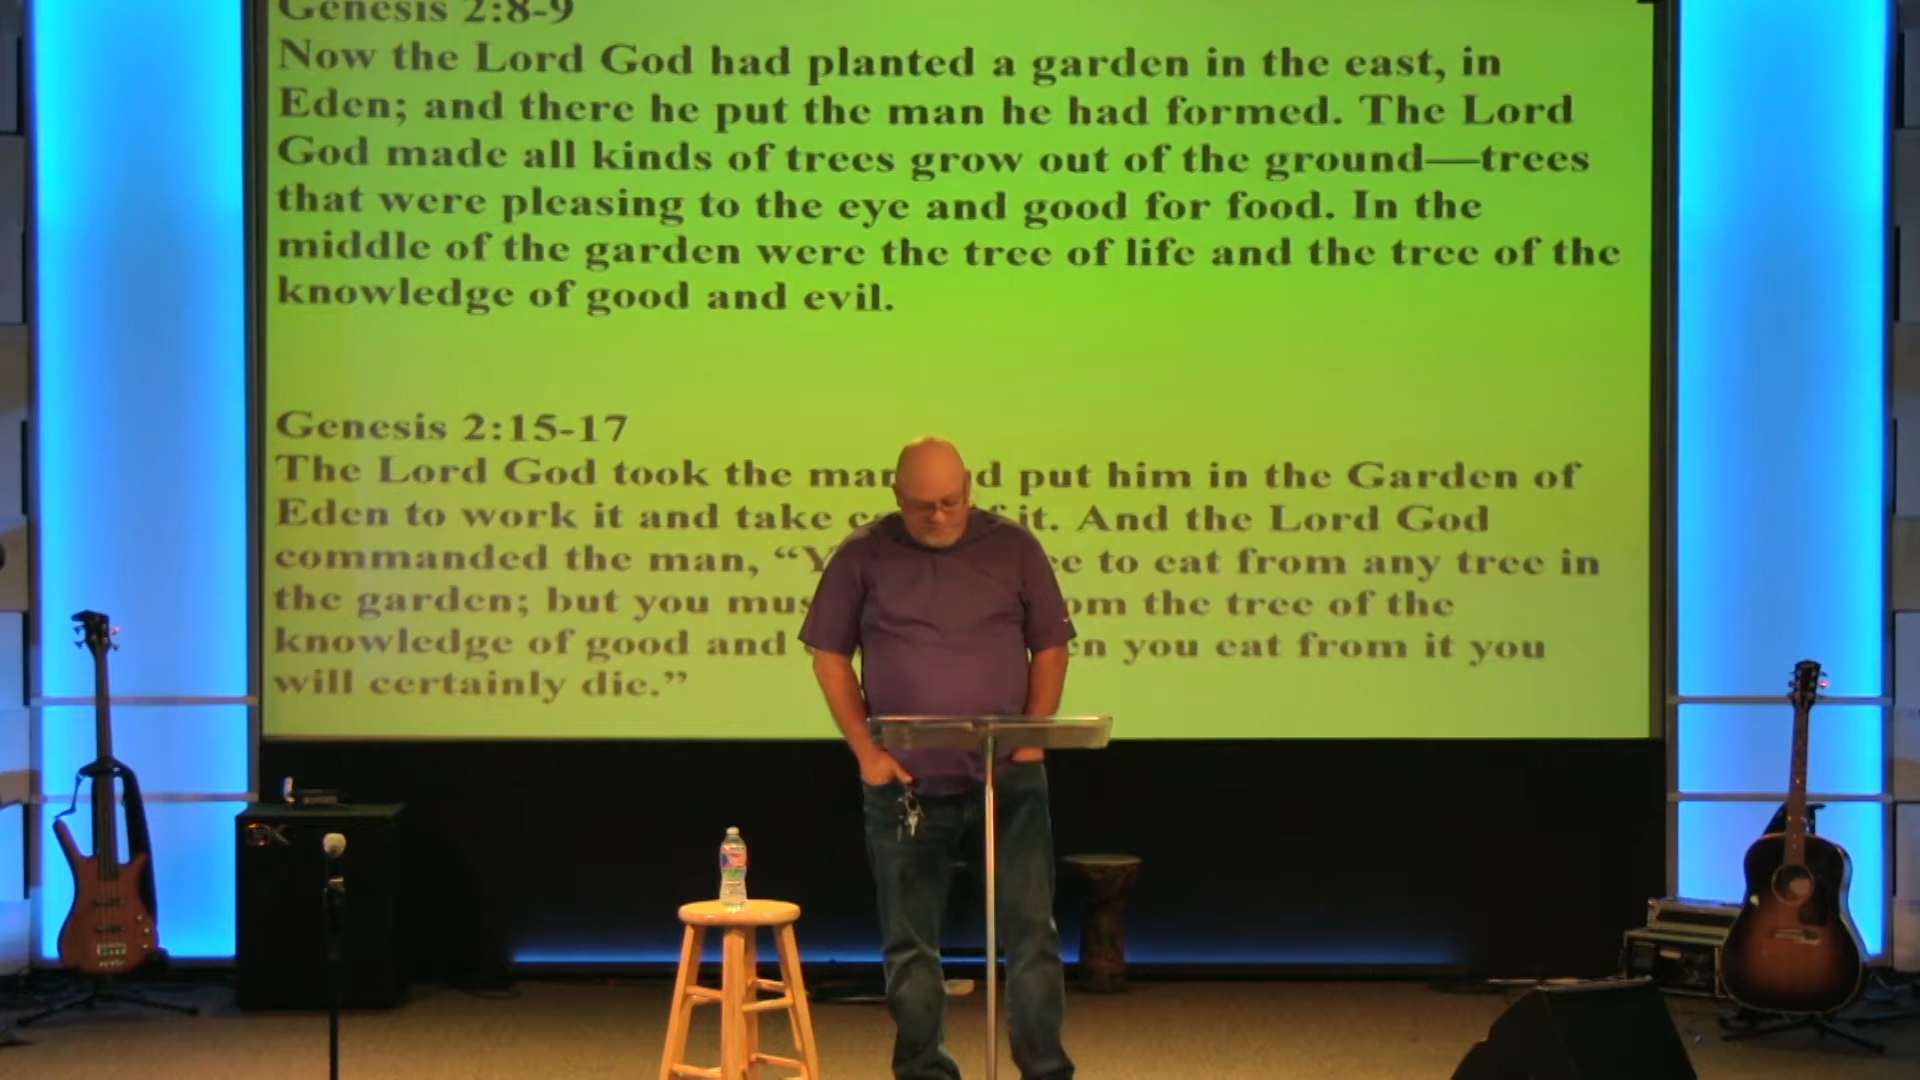 Genesis 2:8-9
Now the Lord God had planted a garden in the east, in
Eden; and there he put the man he had formed. The Lord
God made all kinds of trees grow out of the ground—trees
that were pleasing to the eye and good for food. In the
middle of the garden were the tree of life and the tree of the
knowledge of good and evil.
Genesis 2:15-17
The Lord God took the man d put him in the Garden of
Eden to work it and take c f it. And the Lord God
commanded the man, “Y e to eat from any tree in
the garden; but you mus om the tree of the
knowledge of good and en you eat from it you
will certainly die.”